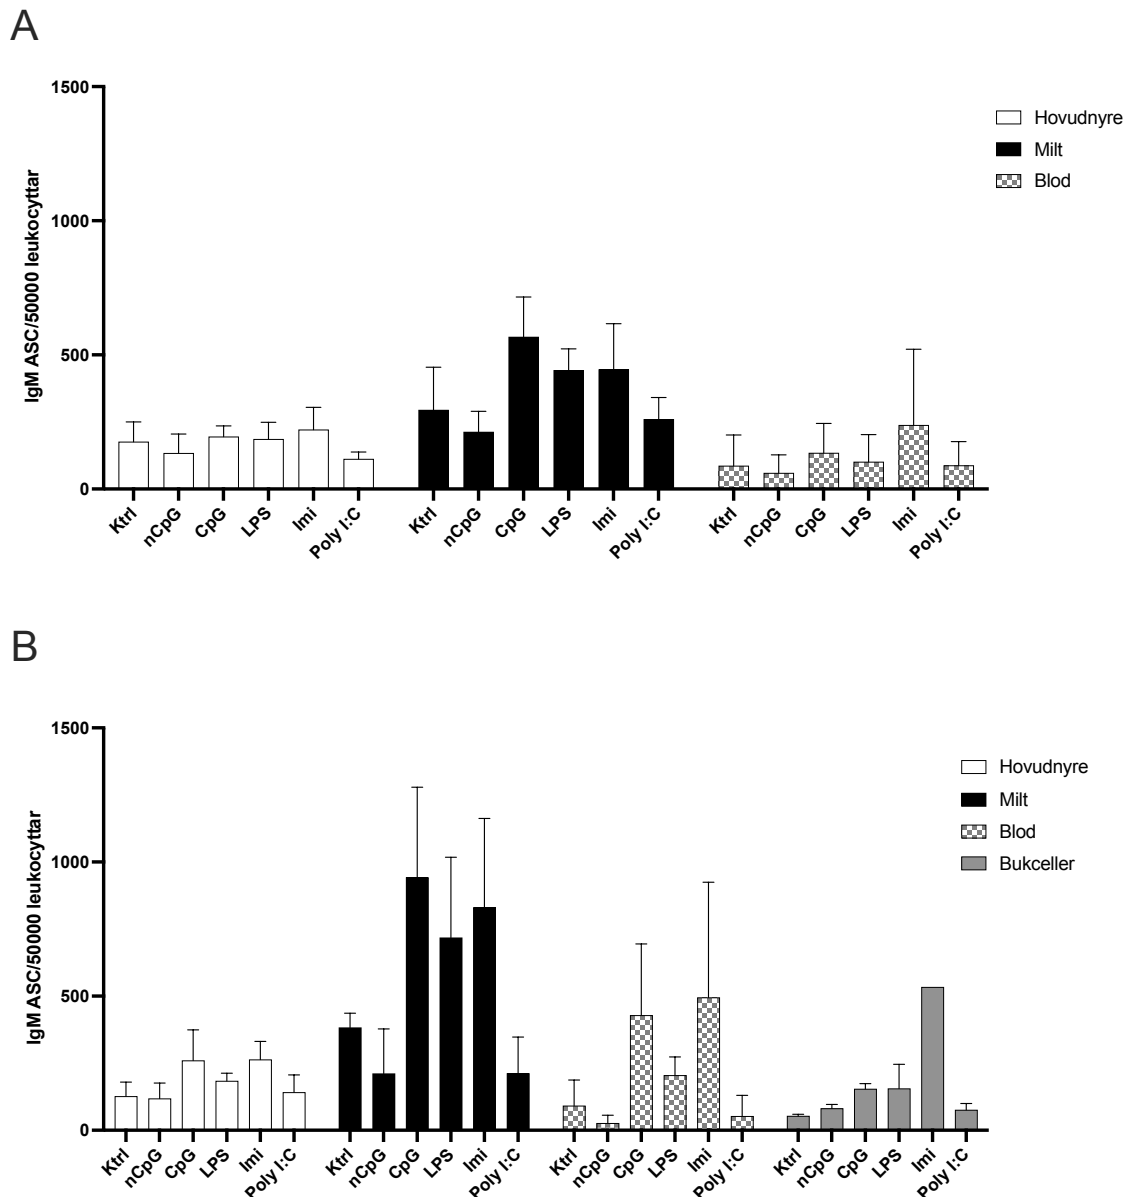 A
1500
1000
500
0
IgM ASC/50000 leukocyttar
Hovudnyre
Milt
Blod
Ktrl nCpG CpG LPS Imi Poly I:C Ktrl nCpG CpG LPS Imi Poly I:C Ktrl nCpG CpG LPS Imi Poly I:C
B
1500
1000
500
0
IgM ASC/50000 leukocyttar
Hovudnyre
Milt
Blod
Bukceller
Ktrl nCpG CpG LPS Imi Poly I:C Ktrl nCpG CpG LPS Imi Poly I:C Ktrl nCpG CpG LPS Imi Poly I:C Ktrl nCpG CpG LPS Imi Poly I:C